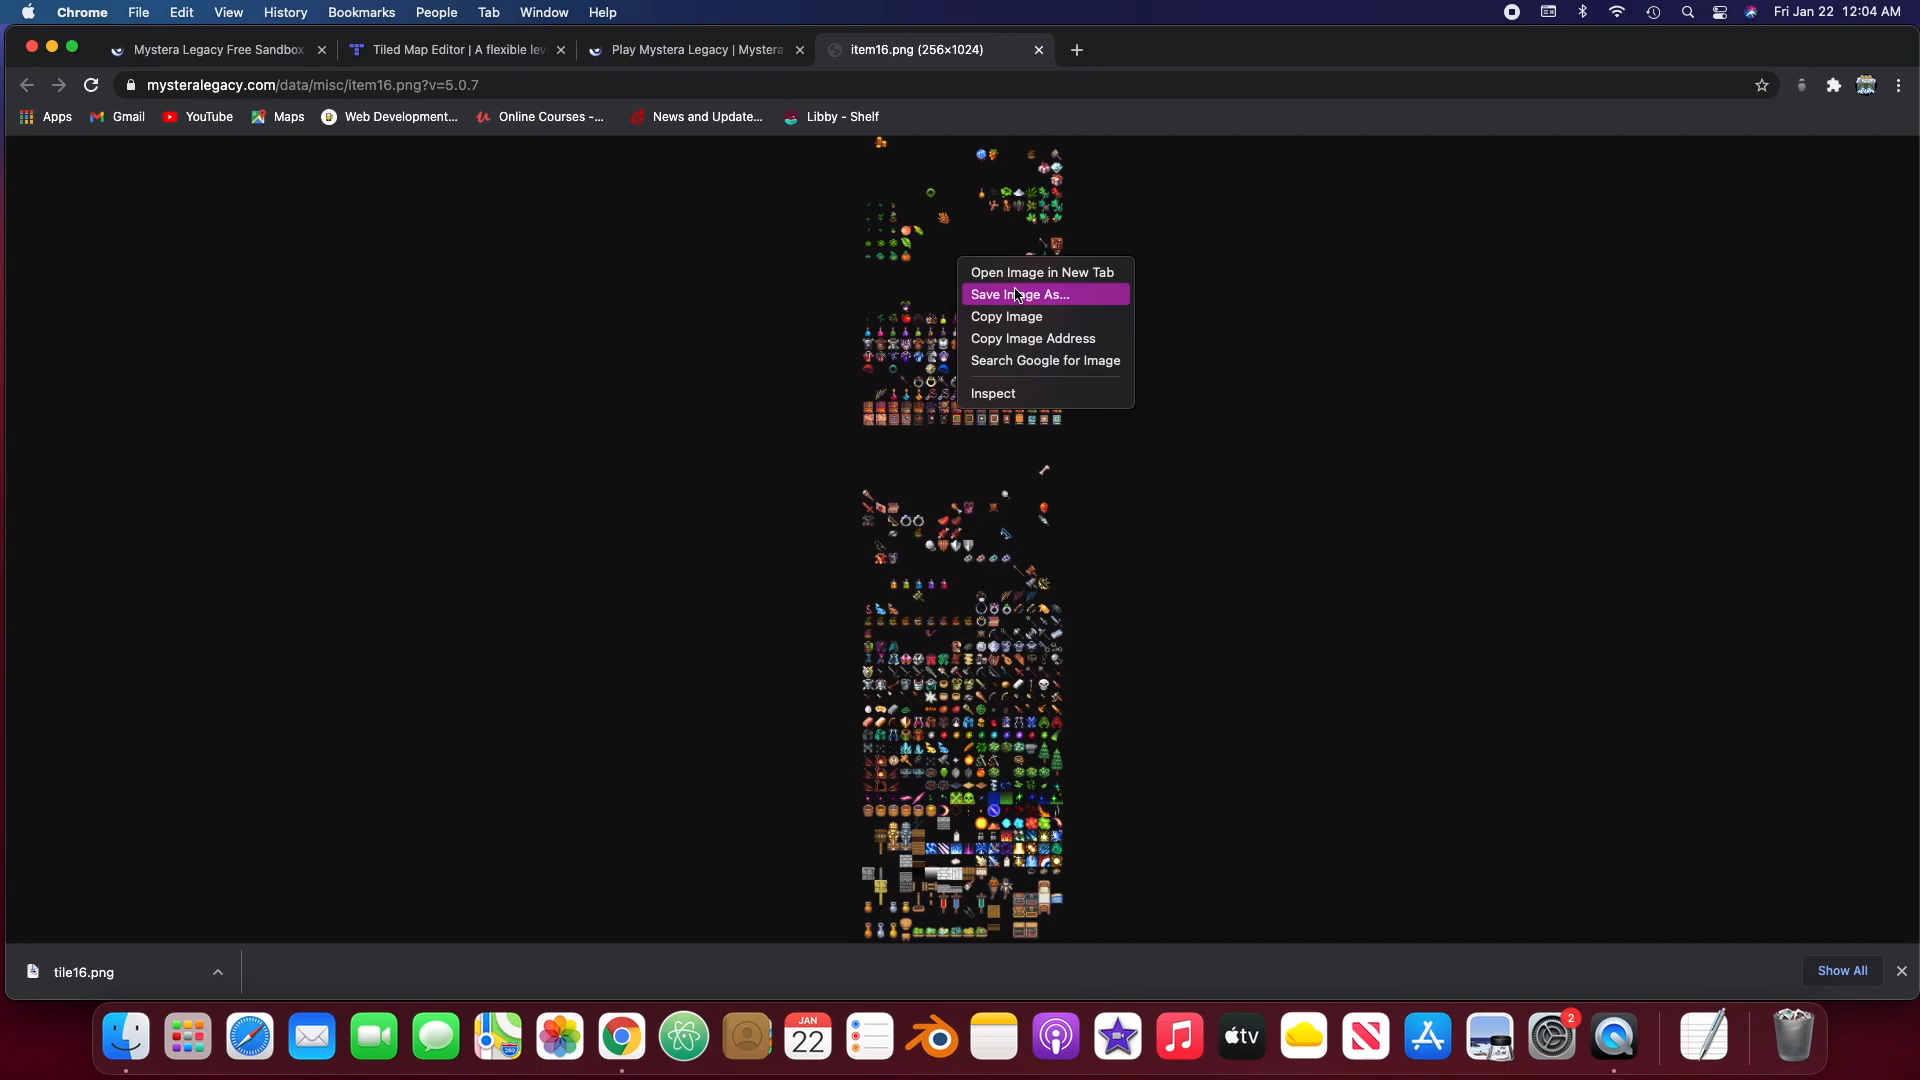 Chrome File Edit View History Bookmarks People Tab Window Help Fri Jan 22 12:04 AM
Mystera Legacy Free Sandbox Tiled Map Editor | A flexible lev Play Mystera Legacy | Mystera item16.png (256×1024)
mysteralegacy.com/data/misc/item16.png?v=5.0.7
Apps Gmail YouTube Maps Web Development... Online Courses -... News and Update... Libby - Shelf
Open Image in New Tab
Save Image As...
Copy Image
Copy Image Address
Search Google for Image
Inspect
tile16.png Show All
JAN
22
280
tv
2